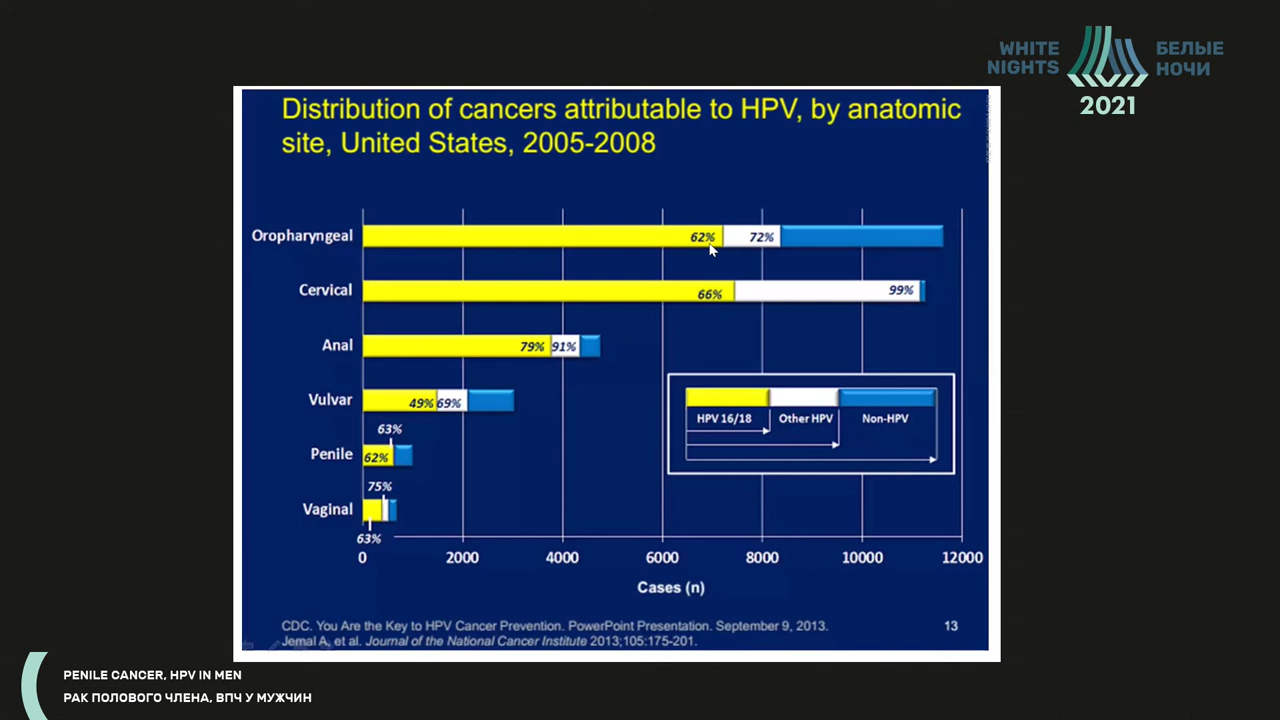 WHITE
NIGHTS
БЕЛЫЕ
НОЧИ
2021
Distribution of cancers attributable to HPV, by anatomic
site, United States, 2005-2008
Oropharyngeal
62%
72%
Cervical
66%
99%
Anal
79%
91%
Vulvar
49%
69%
63%
Penile
62%
75%
Vaginal
63%
HPV 16/18
Other HPV
Non-HPV
0
2000
4000
6000
8000
10000
12000
Cases (n)
CDC. You Are the Key to HPV Cancer Prevention. PowerPoint Presentation. September 9, 2013.
13
Jemal A, et al. Journal of the National Cancer Institute 2013;105:175-201.
PENILE CANCER, HPV IN MEN
РАК ПОЛОВОГО ЧЛЕНА, ВПЧ У МУЖЧИН